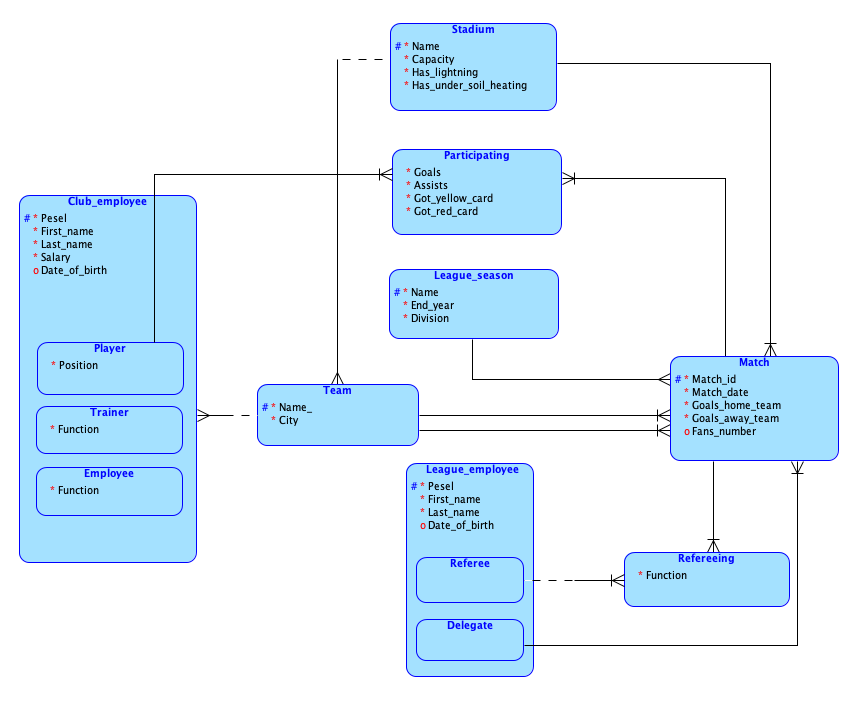 Stadium
# * Name
* Capacity
* Has_lightning
* Has_under_soil_heating
Participating
* Goals
* Assists
* Got_yellow_card
* Got_red_card
Club_employee
# * Pesel
* First_name
* Last_name
* Salary
o Date_of_birth
Player
* Position
Trainer
* Function
Employee
* Function
League_season
# * Name
* End_year
* Division
Team
# * Name_
* City
Match
# * Match_id
* Match_date
* Goals_home_team
* Goals_away_team
o Fans_number
League_employee
# * Pesel
* First_name
* Last_name
o Date_of_birth
Referee
Delegate
Refereeing
* Function